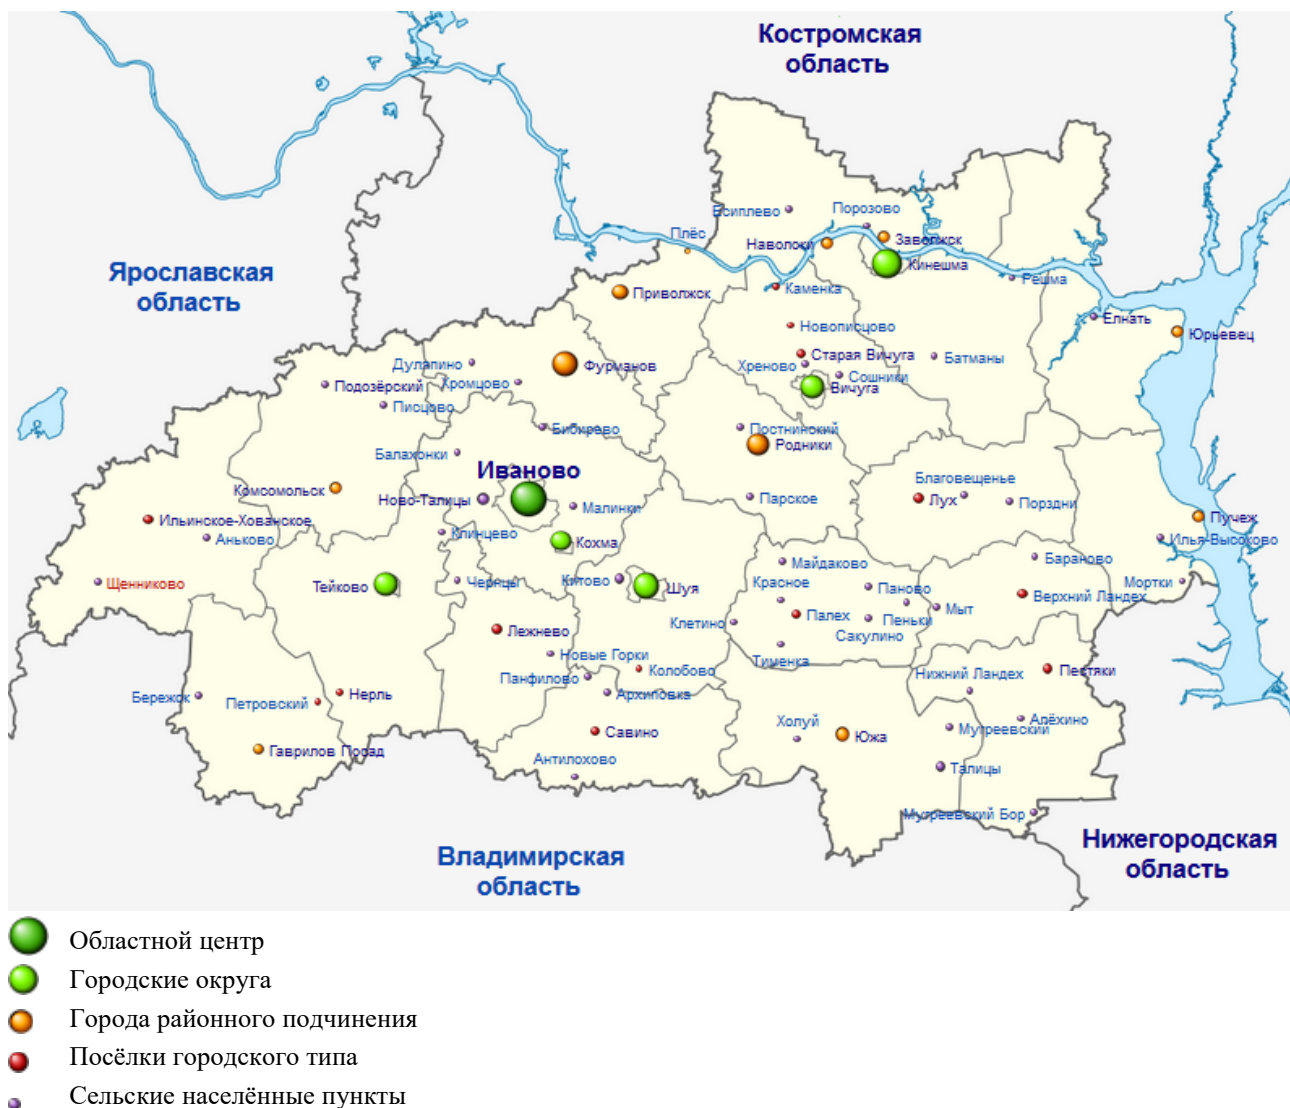 Костромская
область
Есиплево
Порозово
Плёс
Наволоки
Заволжск
Кинешма
Ярославская
область
Решма
Каменка
Приволжск
Елнать
Новописцово
Юрьевец
Старая Вичуга
Батманы
Дуляпино
Фурманов
Хреново
Сошники
Подозёрский
Хромцово
Вичуга
Писцово
Бибирево
Постнинский
Родники
Балахонки
Иваново
Благовещенье
Комсомольск
Ново-Талицы
Парское
Лух
Порздни
Малинки
Ильинское-Хованское
Пучеж
Аньково
Клинцево
Кохма
Илья-Высоково
Майдаково
Бараново
Щенниково
Тейково
Чернцы
Китово
Шуя
Красное
Паново
Мортки
Верхний Ландех
Мыт
Палех
Пеньки
Клетино
Сакулино
Лежнево
Новые Горки
Тименка
Колобово
Нижний Ландех
Пестяки
Панфилово
Бережок
Петровский
Нерль
Архиповка
Холуй
Алёхино
Мугреевский
Савино
Южа
Гаврилов Посад
Антилохово
Талицы
Мугреевский Бор
Владимирская
область
Нижегородская
область
Областной центр
Городские округа
Города районного подчинения
Посёлки городского типа
Сельские населённые пункты